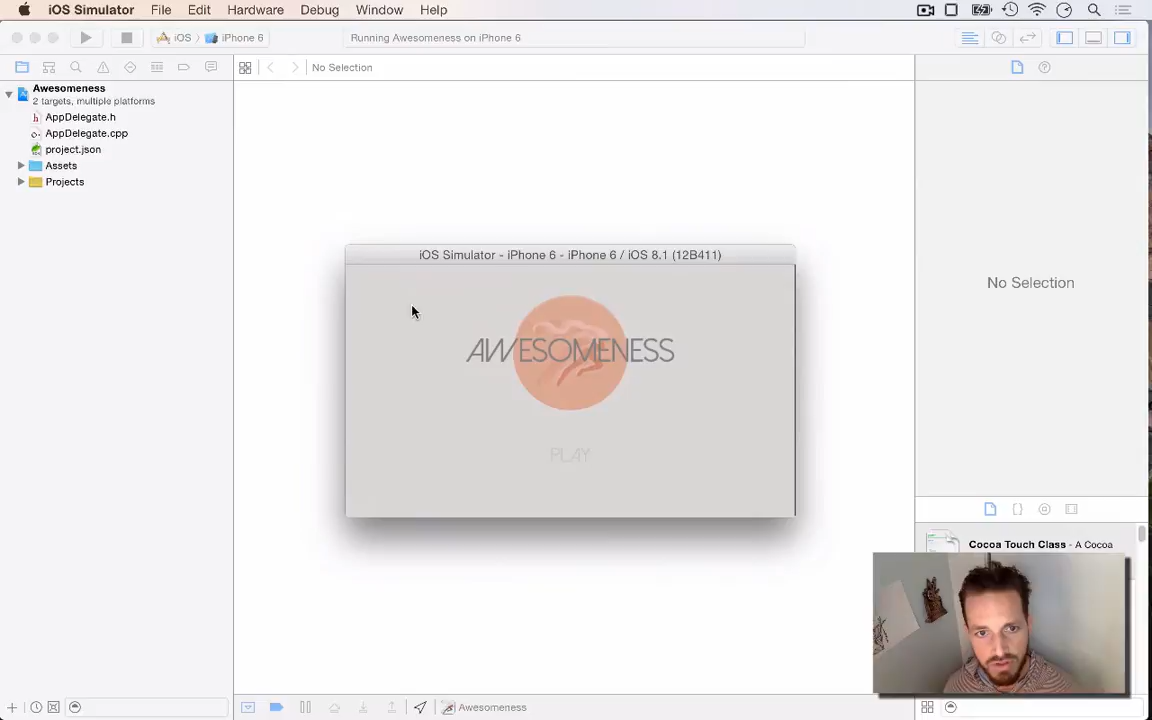 iOS Simulator File Edit Hardware Debug Window Help
iOS iPhone 6 Running Awesomeness on iPhone 6
No Selection
Awesomeness
2 targets, multiple platforms
AppDelegate.h
AppDelegate.cpp
project.json
Assets
Projects
iOS Simulator - iPhone 6 - iPhone 6 / iOS 8.1 (12B411)
AWESOMENESS
PLAY
No Selection
Cocoa Touch Class - A Cocoa
Awesomeness